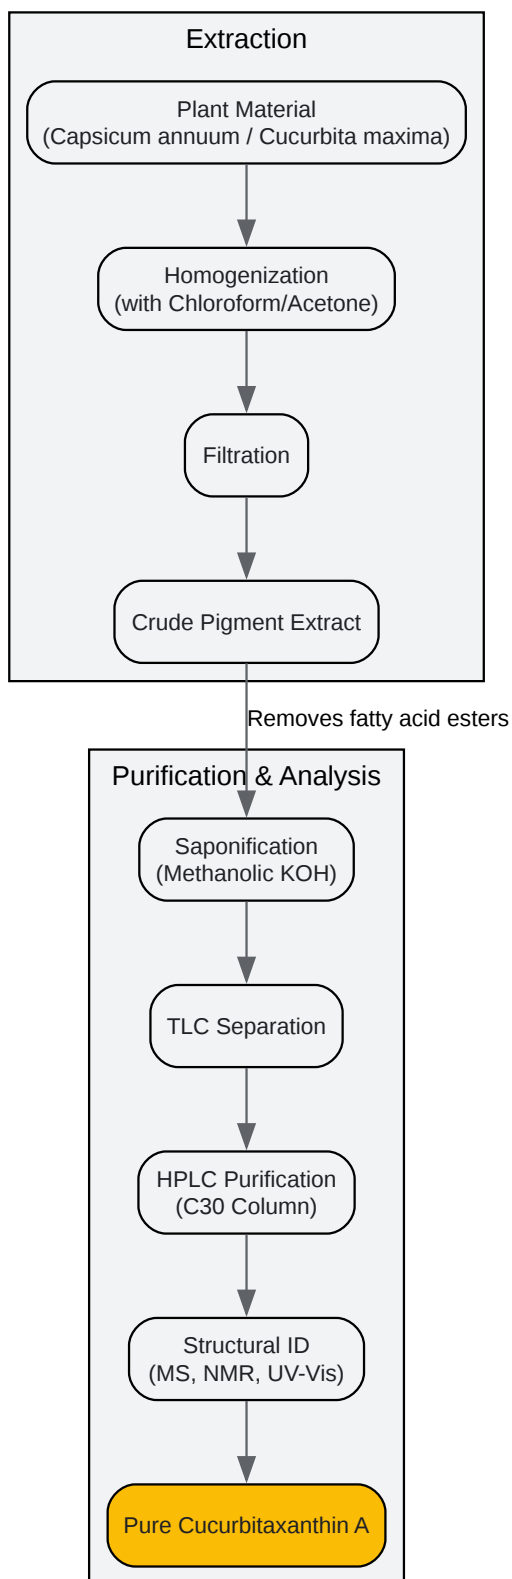 Extraction
Plant Material
(Capsicum annuum / Cucurbita maxima)
Homogenization
(with Chloroform/Acetone)
Filtration
Crude Pigment Extract
Removes fatty acid esters
Purification & Analysis
Saponification
(Methanolic KOH)
TLC Separation
HPLC Purification
(C30 Column)
Structural ID
(MS, NMR, UV-Vis)
Pure Cucurbitaxanthin A